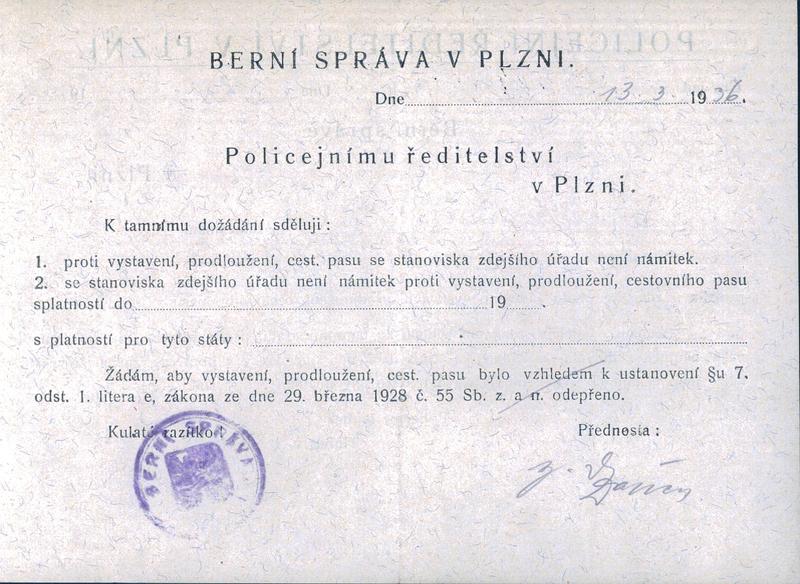 BERNÍ SPRÁVA V PLZNI.
Dne 13. 3. 1936.
Policejnímu ředitelství
v Plzni.
K tamnímu dožádání sděluji :
1. proti vystavení, prodloužení, cest. pasu se stanoviska zdejšího úřadu není námitek.
2. se stanoviska zdejšího úřadu není námitek proti vystavení, prodloužení, cestovního pasu
splatností do 19 .
s platností pro tyto státy :
Žádám, aby vystavení, prodloužení, cest. pasu bylo vzhledem k ustanovení §u 7,
odst. 1. litera e, zákona ze dne 29. března 1928 č. 55 Sb. z. a n. odepřeno.
Kulaté razítko
Přednosta :
BERNÍ SPRÁVA